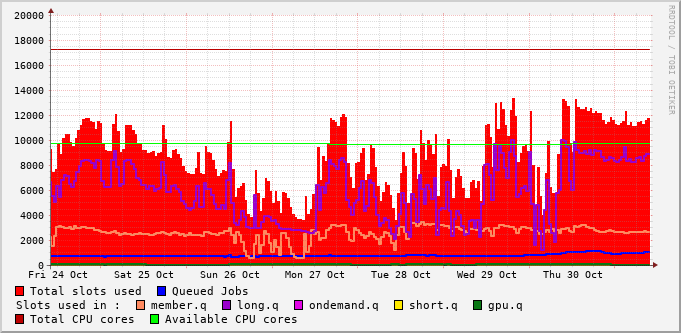 20000
18000
16000
14000
12000
10000
8000
6000
4000
2000
0
Fri 24 Oct Sat 25 Oct Sun 26 Oct Mon 27 Oct Tue 28 Oct Wed 29 Oct Thu 30 Oct
RRDTOOL / TOBI OETIKER
Total slots used Queued Jobs
Slots used in : member.q long.q ondemand.q short.q gpu.q
Total CPU cores Available CPU cores